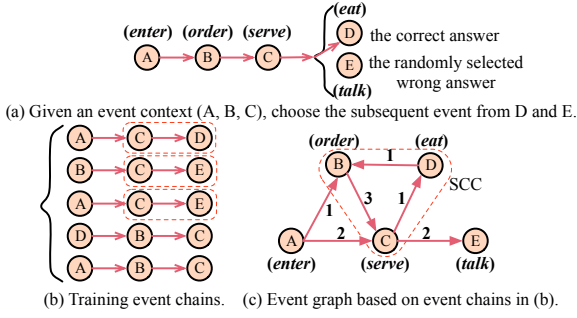 (enter) (order) (serve) (eat)
A B C D the correct answer
E the randomly selected
wrong answer
(talk)
(a) Given an event context (A, B, C), choose the subsequent event from D and E.
A C D
B C E
A C E
D B C
A B C
(b) Training event chains.
(order) (eat)
B 1 D
SCC
1 3 1
A 2 C 2 E
(enter) (serve) (talk)
(c) Event graph based on event chains in (b).